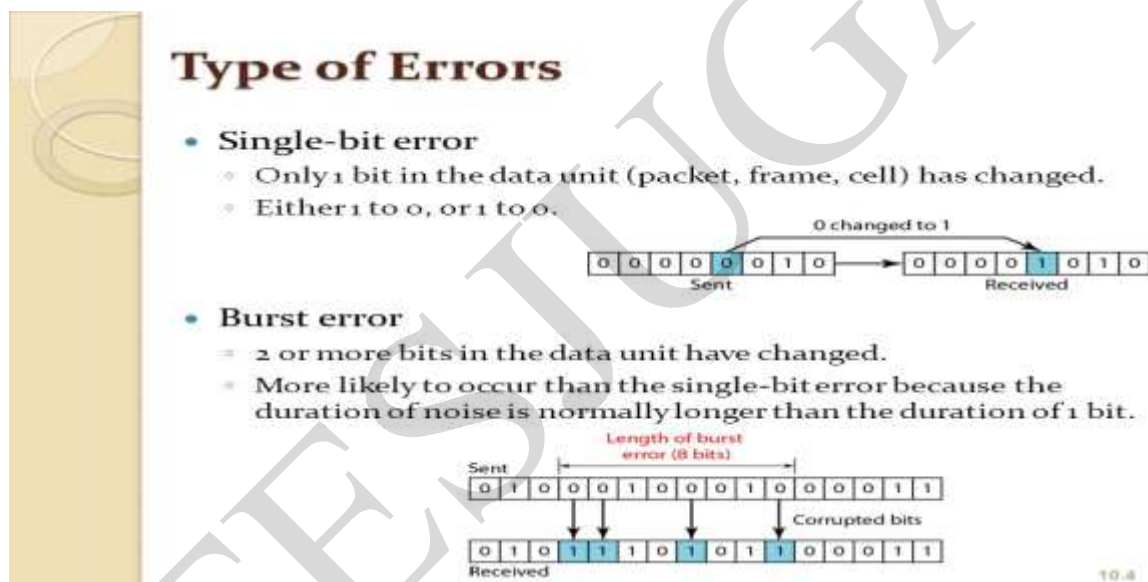 Type of Errors
• Single-bit error
◦ Only 1 bit in the data unit (packet, frame, cell) has changed.
◦ Either 1 to 0, or 1 to 0.
0 changed to 1
0 0 0 0 0 0 1 0
0 0 0 0 1 0 1 0
Sent
Received
• Burst error
◦ 2 or more bits in the data unit have changed.
◦ More likely to occur than the single-bit error because the
duration of noise is normally longer than the duration of 1 bit.
Length of burst
error (8 bits)
Sent
0 1 0 0 0 1 0 0 0 1 0 0 0 0 1 1
Corrupted bits
0 1 0 1 1 1 0 1 0 1 1 0 0 0 1 1
Received
10.4